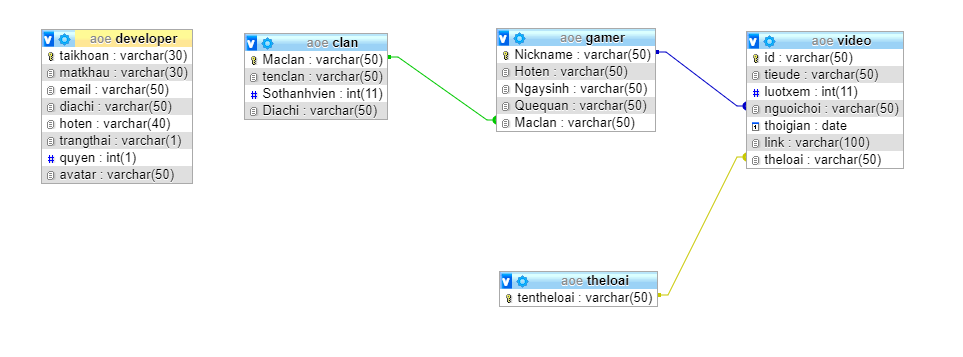 aoe developer
taikhoan : varchar(30)
matkhau : varchar(30)
email : varchar(50)
diachi : varchar(50)
hoten : varchar(40)
trangthai : varchar(1)
# quyen : int(1)
avatar : varchar(50)
aoe clan
Maclan : varchar(50)
tenclan : varchar(50)
# Sothanhvien : int(11)
Diachi : varchar(50)
aoe gamer
Nickname : varchar(50)
Hoten : varchar(50)
Ngaysinh : varchar(50)
Quequan : varchar(50)
Maclan : varchar(50)
aoe video
id : varchar(50)
tieude : varchar(50)
# luotxem : int(11)
nguoichoi : varchar(50)
thoigian : date
link : varchar(100)
theloai : varchar(50)
aoe theloai
tentheloai : varchar(50)